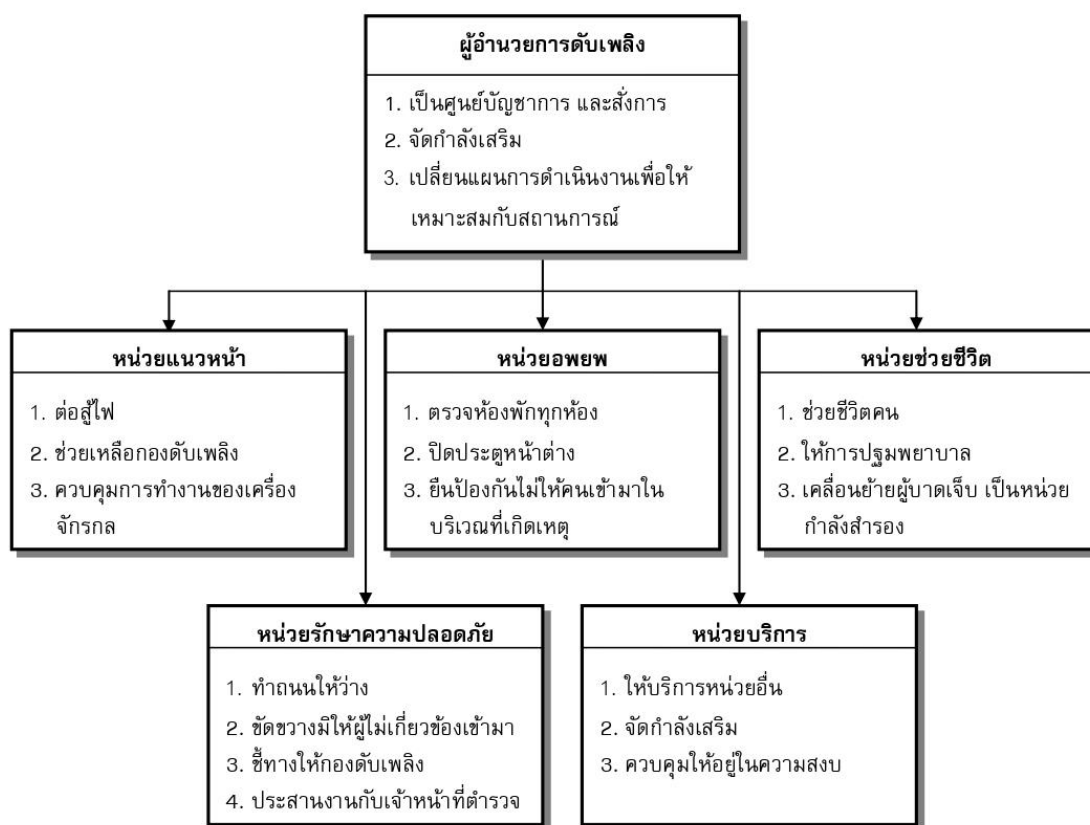 ผู้อำนวยการดับเพลิง
1. เป็นศูนย์บัญชาการ และสั่งการ
2. จัดกำลังเสริม
3. เปลี่ยนแผนการดำเนินงานเพื่อให้
เหมาะสมกับสถานการณ์
หน่วยแนวหน้า
1. ต่อสู้ไฟ
2. ช่วยเหลือกองดับเพลิง
3. ควบคุมการทำงานของเครื่อง
จักรกล
หน่วยอพยพ
1. ตรวจห้องพักทุกห้อง
2. ปิดประตูหน้าต่าง
3. ยืนป้องกันไม่ให้คนเข้ามาใน
บริเวณที่เกิดเหตุ
หน่วยช่วยชีวิต
1. ช่วยชีวิตคน
2. ให้การปฐมพยาบาล
3. เคลื่อนย้ายผู้บาดเจ็บ เป็นหน่วย
กำลังสำรอง
หน่วยรักษาความปลอดภัย
1. ทำถนนให้ว่าง
2. ขัดขวางมิให้ผู้ไม่เกี่ยวข้องเข้ามา
3. ชี้ทางให้กองดับเพลิง
4. ประสานงานกับเจ้าหน้าที่ตำรวจ
หน่วยบริการ
1. ให้บริการหน่วยอื่น
2. จัดกำลังเสริม
3. ควบคุมให้อยู่ในความสงบ